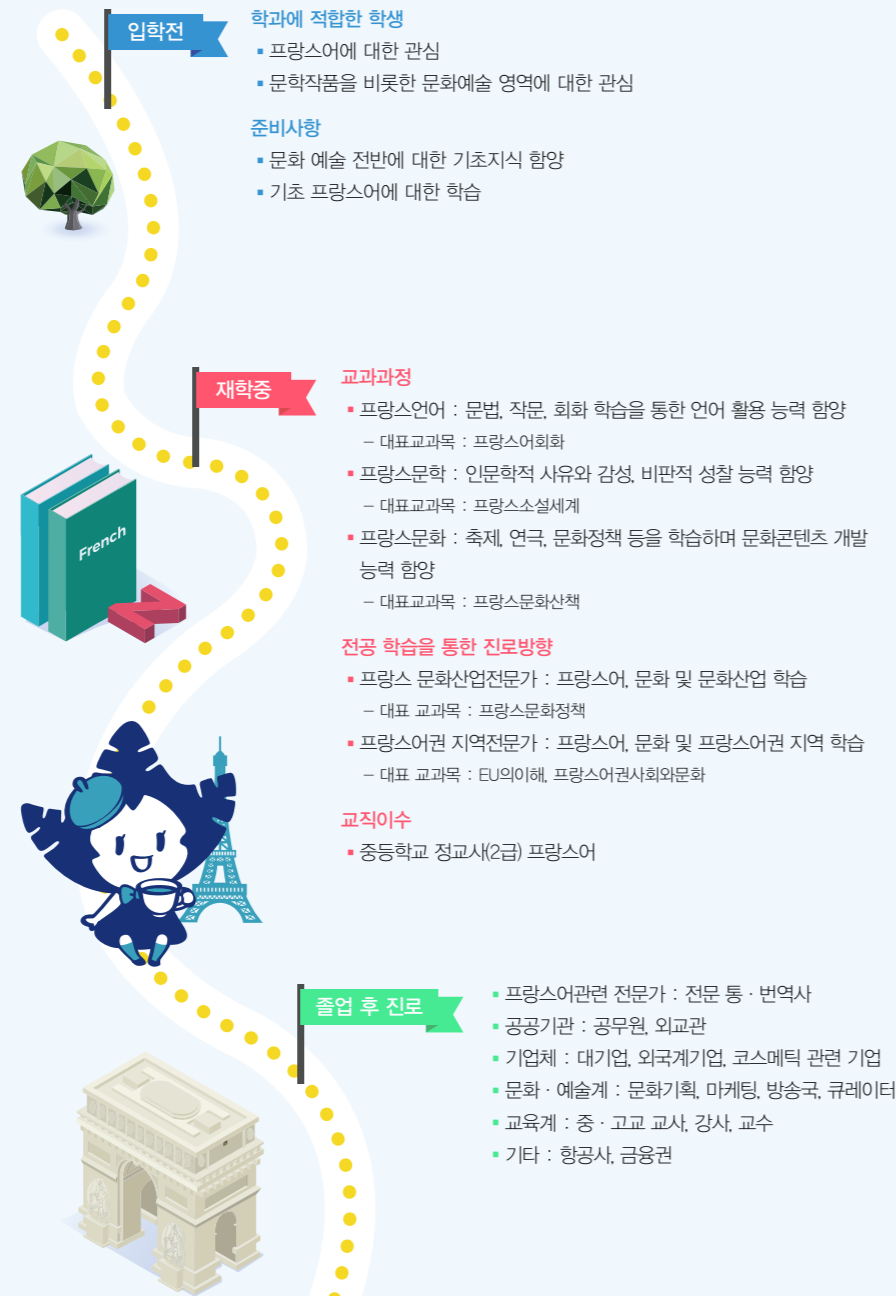 입학전
학과에 적합한 학생
▪ 프랑스어에 대한 관심
▪ 문학작품을 비롯한 문화예술 영역에 대한 관심
준비사항
▪ 문화 예술 전반에 대한 기초지식 함양
▪ 기초 프랑스어에 대한 학습
재학중
교과과정
▪ 프랑스언어 : 문법, 작문, 회화 학습을 통한 언어 활용 능력 함양
– 대표교과목 : 프랑스어회화
▪ 프랑스문학 : 인문학적 사유와 감성, 비판적 성찰 능력 함양
– 대표교과목 : 프랑스소설세계
▪ 프랑스문화 : 축제, 연극, 문화정책 등을 학습하며 문화콘텐츠 개발
능력 함양
– 대표교과목 : 프랑스문화산책
French
전공 학습을 통한 진로방향
▪ 프랑스 문화산업전문가 : 프랑스어, 문화 및 문화산업 학습
– 대표 교과목 : 프랑스문화정책
▪ 프랑스어권 지역전문가 : 프랑스어, 문화 및 프랑스어권 지역 학습
– 대표 교과목 : EU의이해, 프랑스어권사회와문화
교직이수
▪ 중등학교 정교사(2급) 프랑스어
졸업 후 진로
▪ 프랑스어관련 전문가 : 전문 통 · 번역사
▪ 공공기관 : 공무원, 외교관
▪ 기업체 : 대기업, 외국계기업, 코스메틱 관련 기업
▪ 문화 · 예술계 : 문화기획, 마케팅, 방송국, 큐레이터
▪ 교육계 : 중 · 고교 교사, 강사, 교수
▪ 기타 : 항공사, 금융권